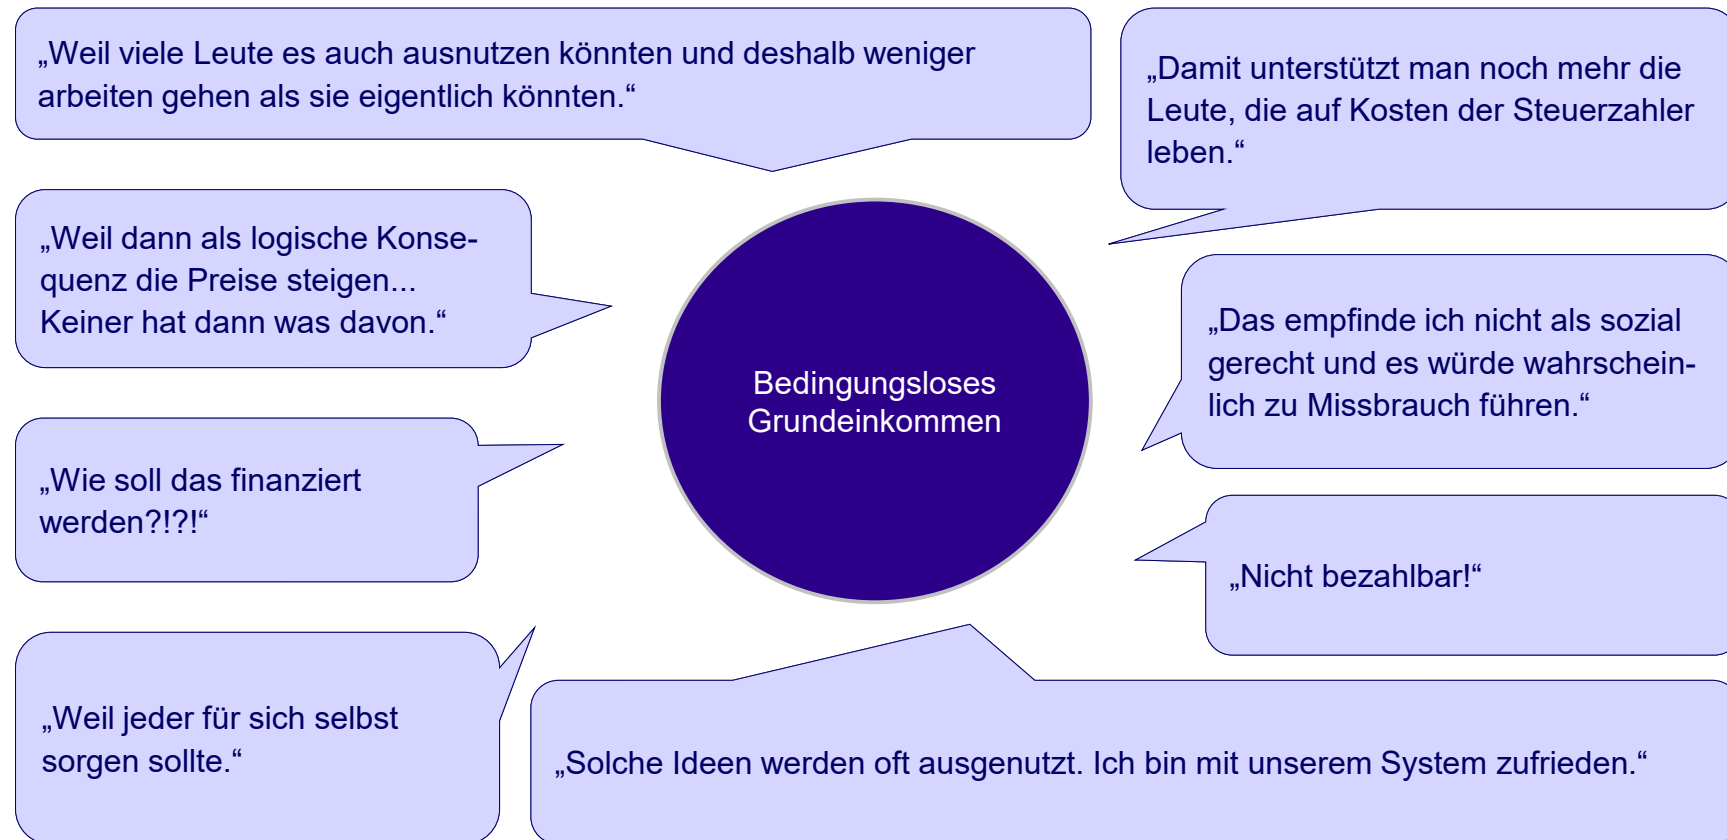 „Weil viele Leute es auch ausnutzen könnten und deshalb weniger
arbeiten gehen als sie eigentlich könnten.“
„Damit unterstützt man noch mehr die
Leute, die auf Kosten der Steuerzahler
leben.“
„Weil dann als logische Konse-
quenz die Preise steigen...
Keiner hat dann was davon.“
„Das empfinde ich nicht als sozial
gerecht und es würde wahrschein-
lich zu Missbrauch führen.“
Bedingungsloses
Grundeinkommen
„Wie soll das finanziert
werden?!?!“
„Nicht bezahlbar!“
„Weil jeder für sich selbst
sorgen sollte.“
„Solche Ideen werden oft ausgenutzt. Ich bin mit unserem System zufrieden.“